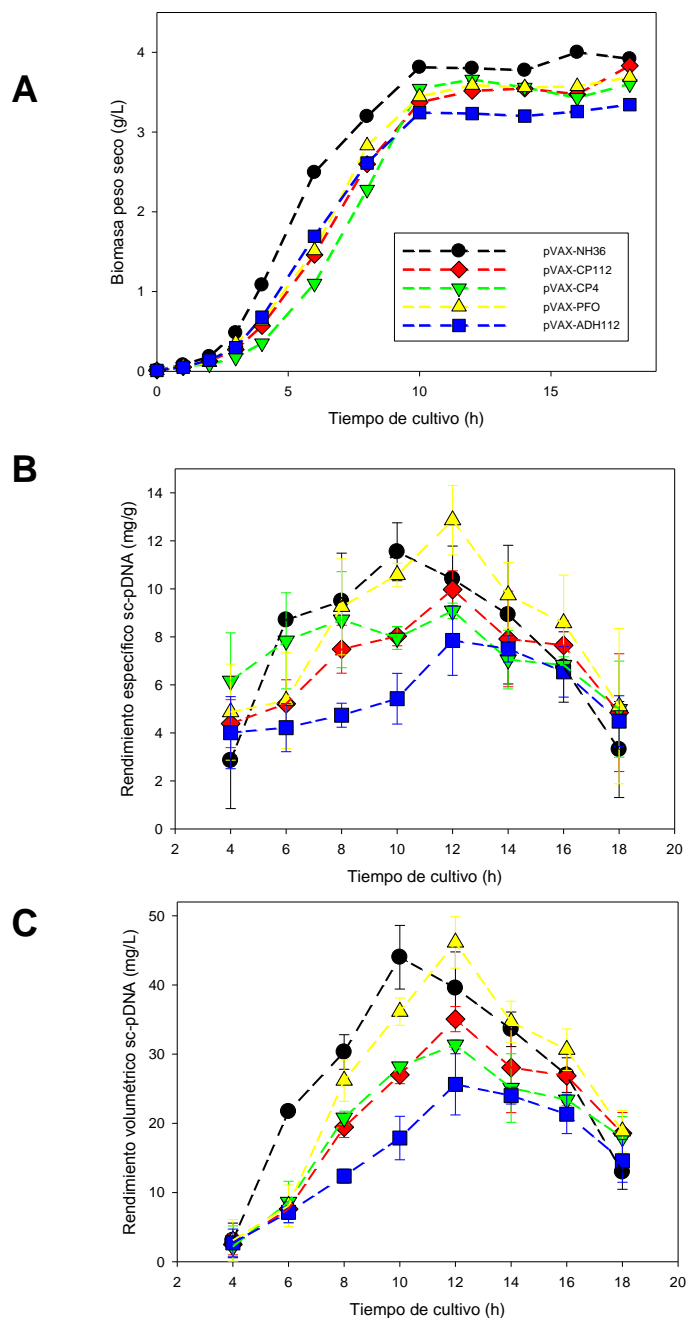 A
Biomasa peso seco (g/L)
4
3
2
1
0
0 5 10 15
Tiempo de cultivo (h)
pVAX-NH36
pVAX-CP112
pVAX-CP4
pVAX-PFO
pVAX-ADH112
B
Rendimiento específico sc-pDNA (mg/g)
14
12
10
8
6
4
2
0
2 4 6 8 10 12 14 16 18 20
Tiempo de cultivo (h)
C
Rendimiento volumétrico sc-pDNA (mg/L)
50
40
30
20
10
0
2 4 6 8 10 12 14 16 18 20
Tiempo de cultivo (h)